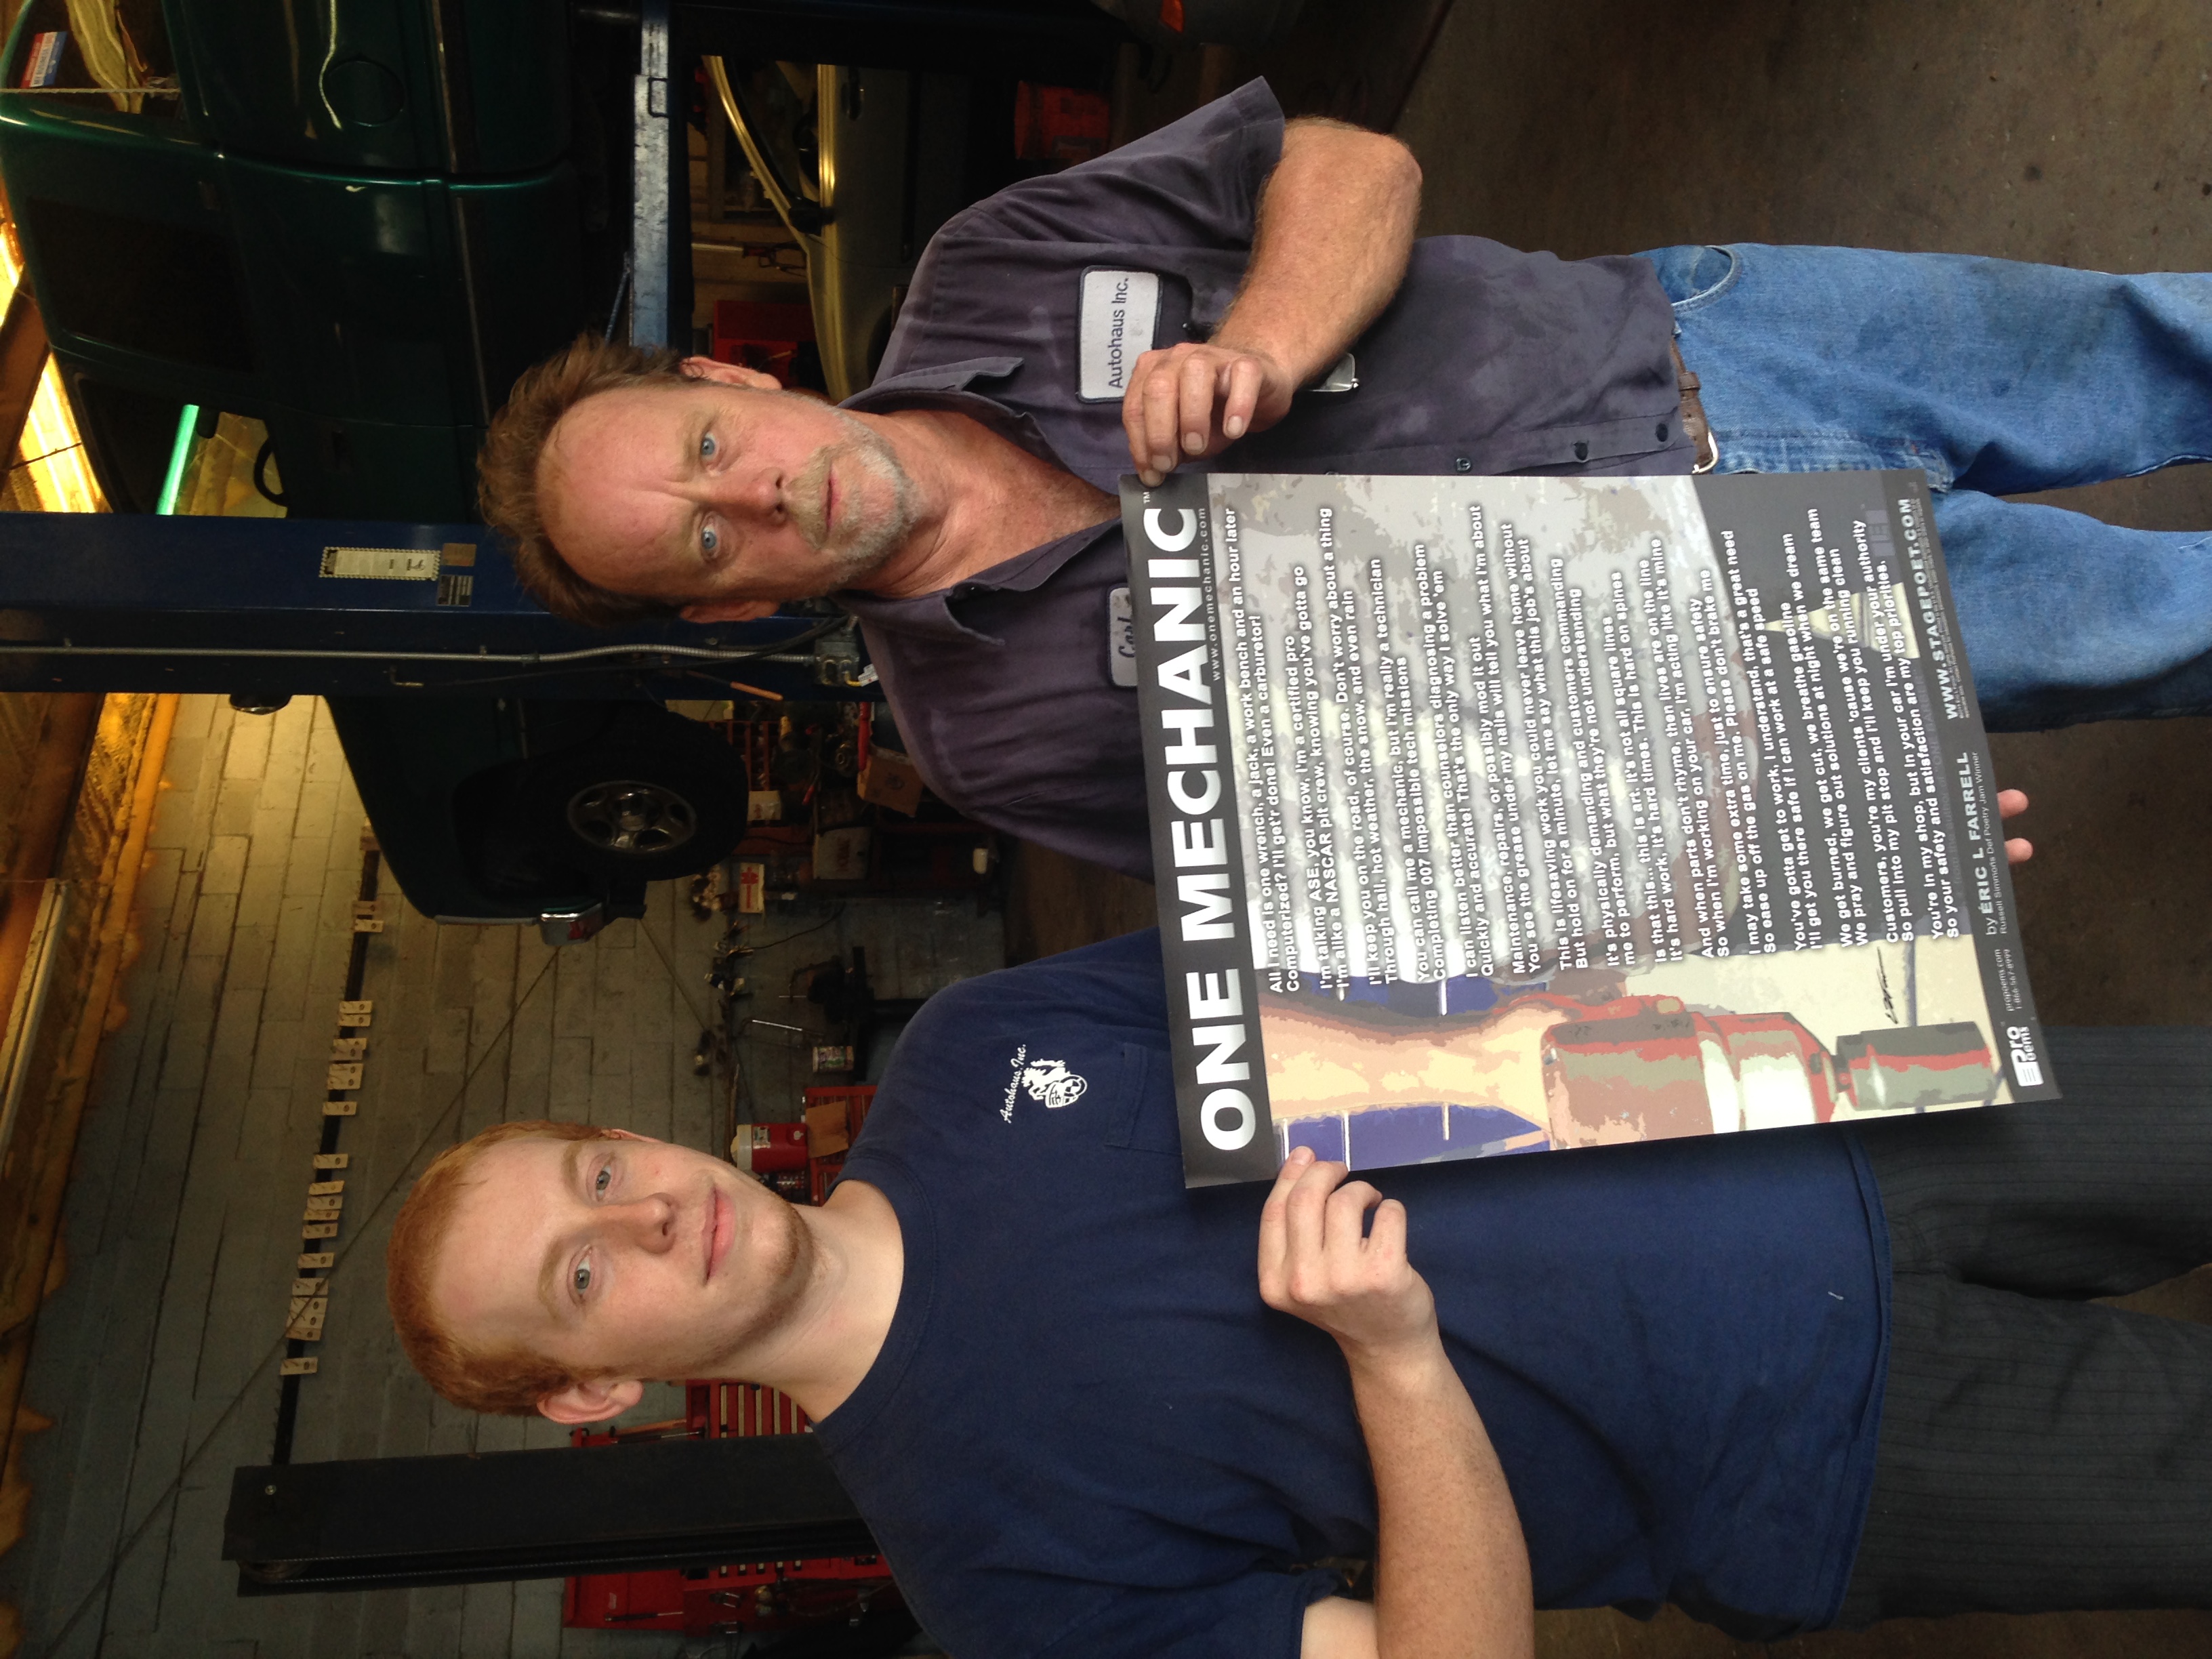 Autohaus Inc.
Autohaus Inc.
ONE MECHANIC™
www.onemechanic.com
All I need is one wrench, a jack, a work bench and an hour later
Computerized? I'll get'r done! Even a carburetor!
I'm talking ASE, you know. I'm a certified pro
I'm like a NASCAR pit crew, knowing you've gotta go
I'll keep you on the road, of course. Don't worry about a thing
Through hail, hot weather, the snow, and even rain
You can call me a mechanic, but I'm really a technician
Completing 007 impossible tech missions
I can listen better than counselors diagnosing a problem
Quickly and accurate! That's the only way I solve 'em
Maintenance, repairs, or possibly mod it out
You see the grease under my nails will tell you what I'm about
This is lifesaving work you could never leave home without
But hold on for a minute, let me say what this job's about
It's physically demanding and customers commanding
me to perform, but what they're not understanding
is that this... this is art. It's not all square lines
It's hard work, it's hard times. This is hard on spines
And when parts don't rhyme, then lives are on the line
So when I'm working on your car, I'm acting like it's mine
I may take some extra time, just to ensure safety
So ease up off the gas on me. Please don't brake me
You've gotta get to work, I understand, that's a great need
I'll get you there safe if I can work at a safe speed
We get burned, we get cut, we breathe gasoline
We pray and figure out solutions at night when we dream
Customers, you're my clients 'cause we're on the same team
So pull into my pit stop and I'll keep you running clean
You're in my shop, but in your car I'm under your authority
So your safety and satisfaction are my top priorities.
by ERIC L FARRELL
Russell Simmons Def Poetry Jam Winner
WWW.STAGEPOET.COM
Pro Poems
propoems.com